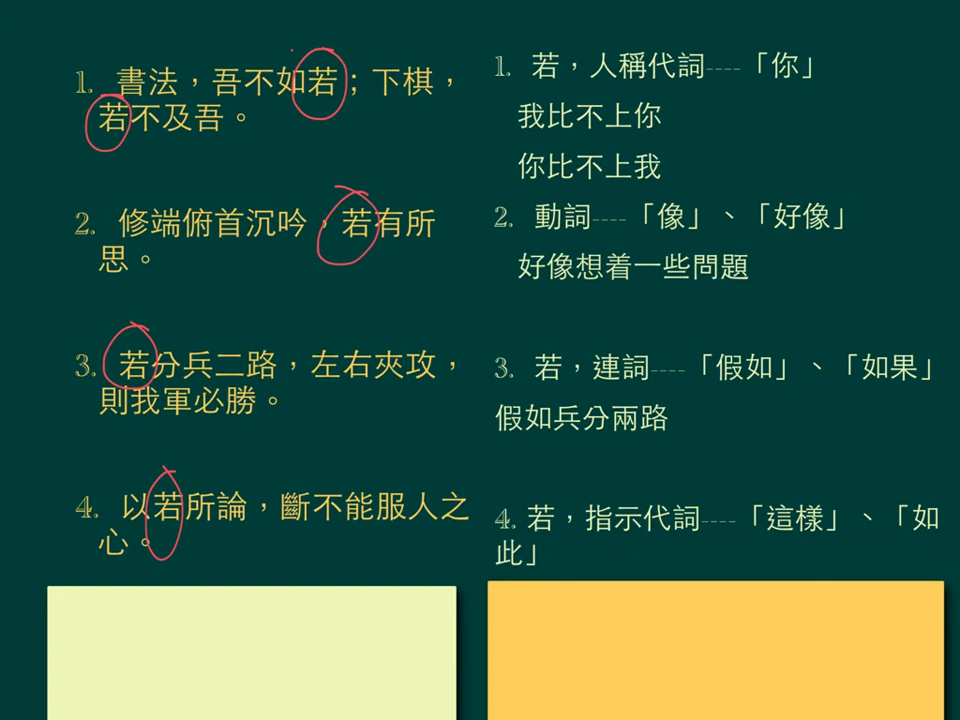 1. 書法，吾不如若；下棋，
若不及吾。
2. 修端俯首沉吟，若有所
思。
3. 若分兵二路，左右夾攻，
則我軍必勝。
4. 以若所論，斷不能服人之
心。
1. 若，人稱代詞----「你」
我比不上你
你比不上我
2. 動詞----「像」、「好像」
好像想着一些問題
3. 若，連詞----「假如」、「如果」
假如兵分兩路
4. 若，指示代詞----「這樣」、「如
此」